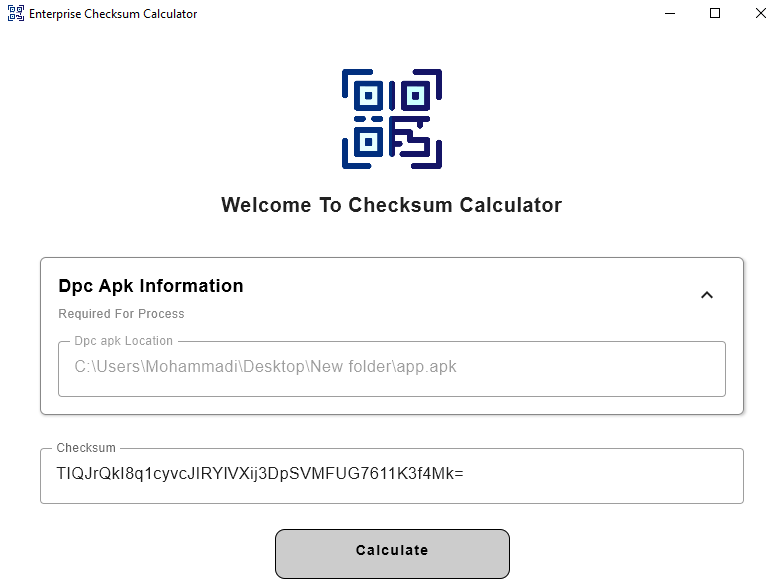 Enterprise Checksum Calculator
Welcome To Checksum Calculator
Dpc Apk Information
Required For Process
Dpc apk Location
C:\Users\Mohammadi\Desktop\New folder\app.apk
Checksum
TIQJrQkI8q1cyvcJIRYIVXij3DpSVMFUG7611K3f4Mk=
Calculate